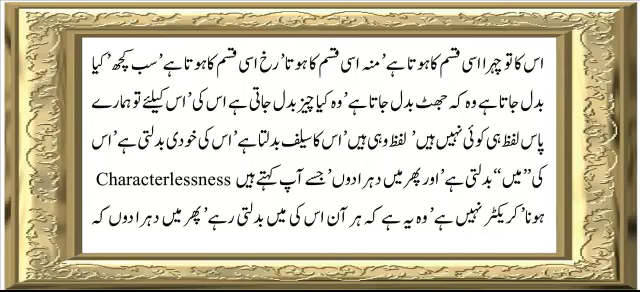 اس کا تو چہرا اسی قسم کا ہوتا ہے‘ منہ اسی قسم کا ہوتا‘ رخ اسی قسم کا ہوتا ہے‘ سب کچھ‘ کیا
بدل جاتا ہے وہ کہ جھٹ بدل جاتا ہے‘ وہ کیا چیز بدل جاتی ہے اس کی‘ اس کیلئے تو ہمارے
پاس لفظ ہی کوئی نہیں ہیں‘ لفظ وہی ہیں‘ اس کا سیلف بدلتا ہے‘ اس کی خودی بدلتی ہے‘ اس
کی ”میں“ بدلتی ہے‘ اور پھر میں دہرا دوں‘ جسے آپ کہتے ہیں Characterlessness
ہونا‘ کریکٹر نہیں ہے‘ وہ یہ ہے کہ ہر آن اس کی میں بدلتی رہے‘ پھر میں دہرا دوں کہ